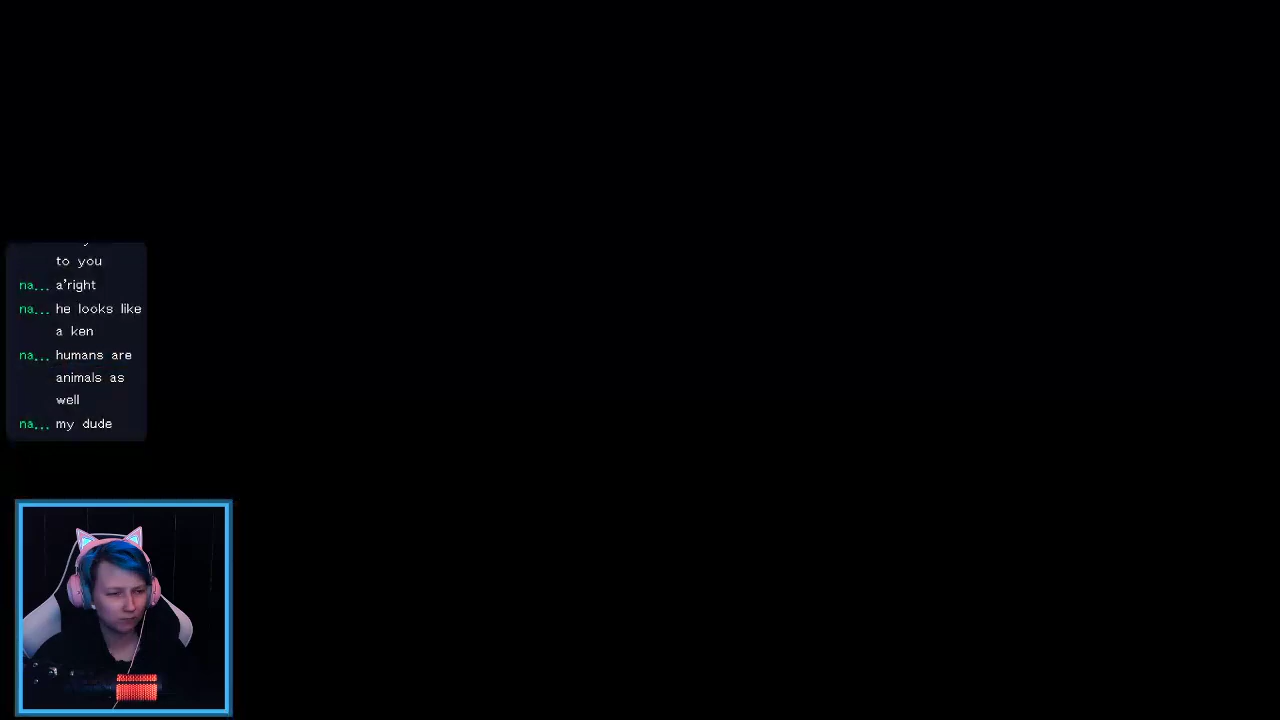 to you
na... a'right
na... he looks like
a ken
na... humans are
animals as
well
na... my dude